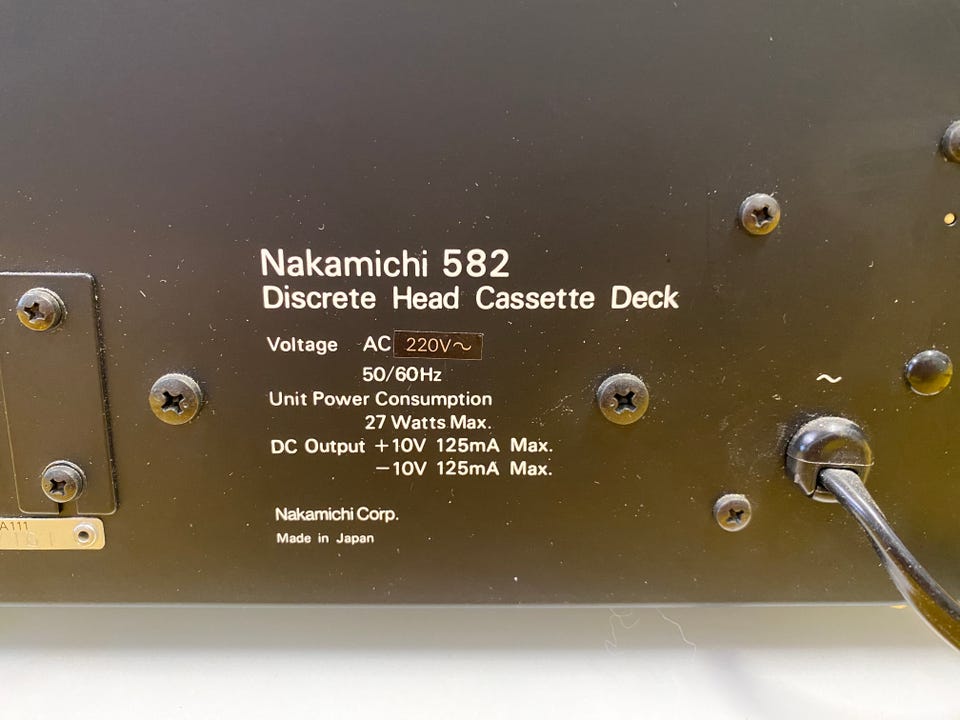 Nakamichi 582
Discrete Head Cassette Deck
Voltage AC 220V~
50/60Hz
Unit Power Consumption
27 Watts Max.
DC Output +10V 125mA Max.
−10V 125mA Max.
~
Nakamichi Corp.
Made in Japan
A111